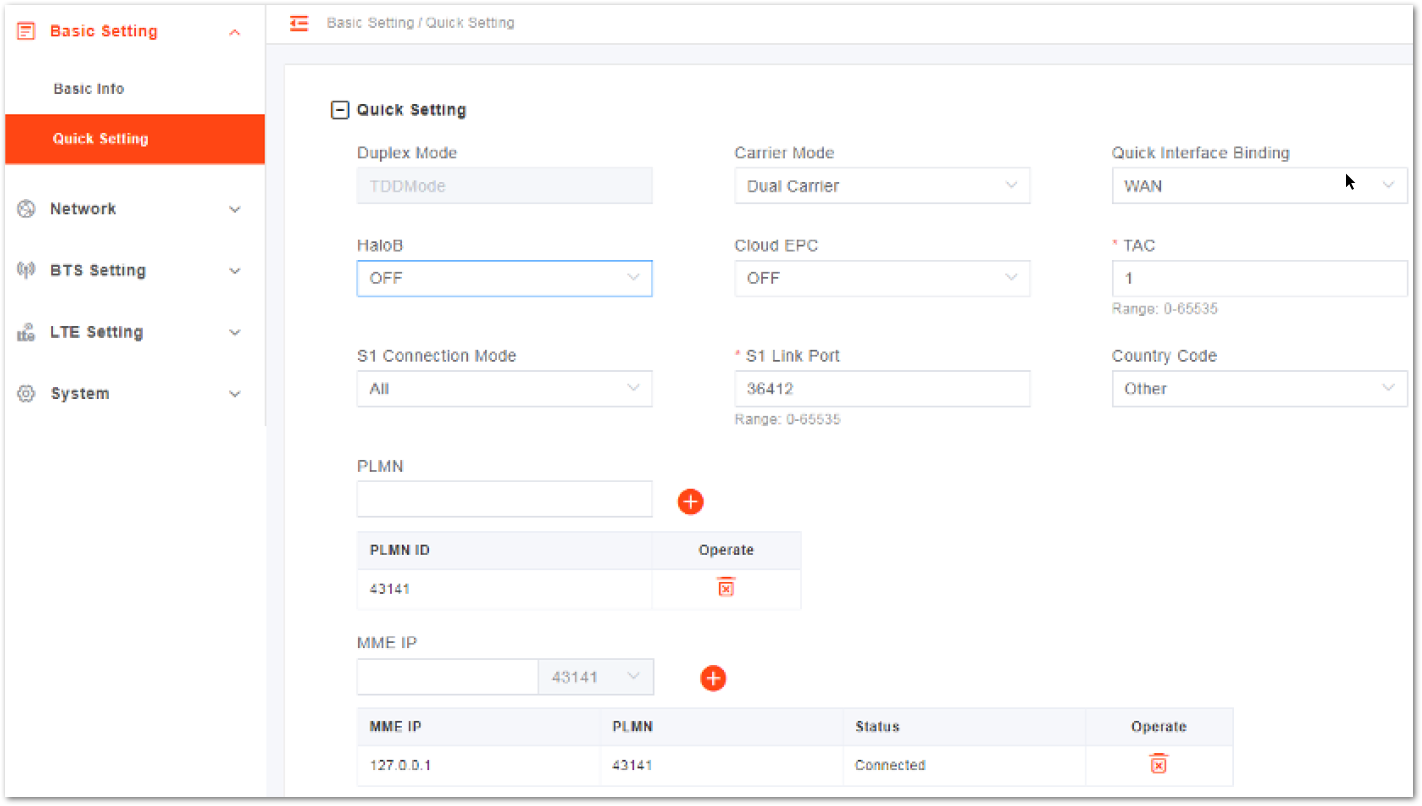 Basic Setting
Basic Info
Quick Setting
Network
BTS Setting
LTE Setting
System
Basic Setting / Quick Setting
Quick Setting
Duplex Mode Carrier Mode Quick Interface Binding
TDDMode Dual Carrier WAN
HaloB Cloud EPC * TAC
OFF OFF 1
Range: 0-65535
S1 Connection Mode * S1 Link Port Country Code
All 36412 Other
Range: 0-65535
PLMN
PLMN ID Operate
43141
MME IP
43141
MME IP PLMN Status Operate
127.0.0.1 43141 Connected